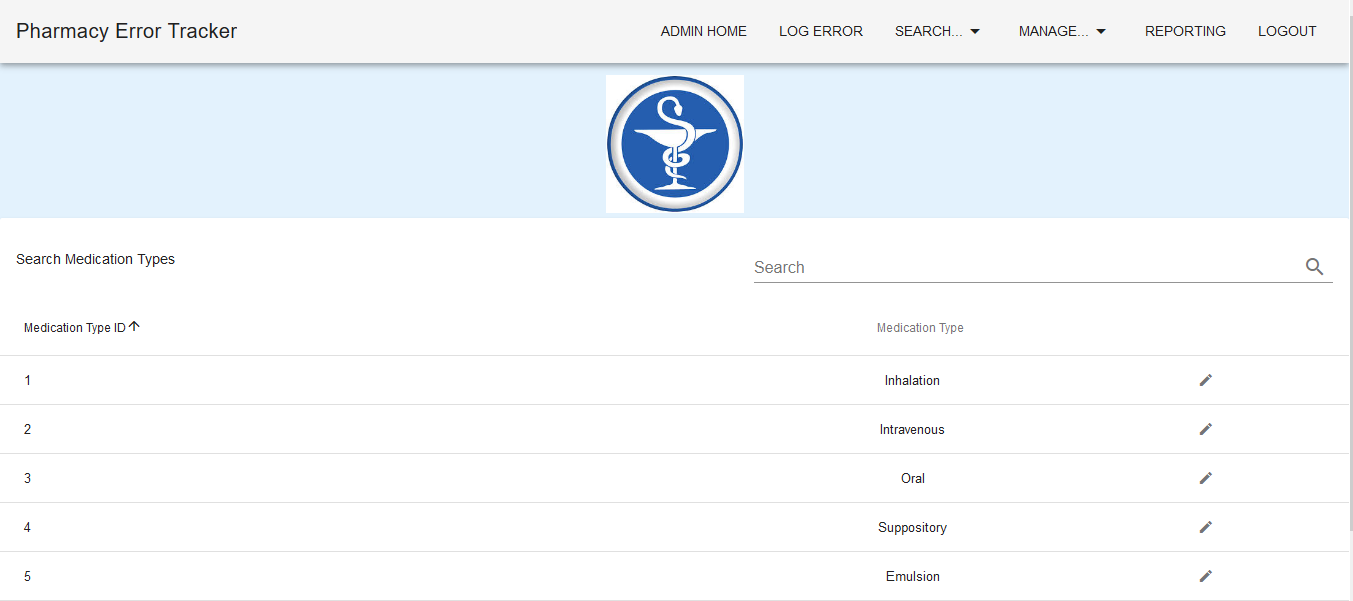 Pharmacy Error Tracker ADMIN HOME LOG ERROR SEARCH... MANAGE... REPORTING LOGOUT
Search Medication Types
Search
Medication Type ID Medication Type
1 Inhalation
2 Intravenous
3 Oral
4 Suppository
5 Emulsion